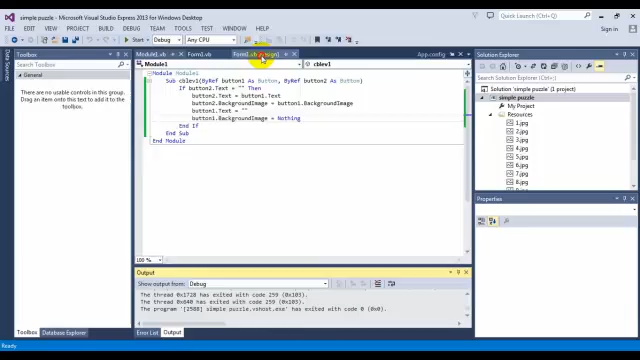 simple puzzle - Microsoft Visual Studio Express 2013 for Windows Desktop
Quick Launch (Ctrl+Q)
FILE EDIT VIEW PROJECT BUILD DEBUG TEAM TOOLS TEST WINDOW HELP
Sign in
Start Debug Any CPU
Data Sources
Toolbox
Search Toolbox
General
There are no usable controls in this group. Drag an item onto this text to add it to the toolbox.
Toolbox Database Explorer
Module1.vb Form1.vb Form1.vb App.config
Module1 cblev1
Module Module1
Sub cblev1(ByRef button1 As Button, ByRef button2 As Button)
If button2.Text = "" Then
button2.Text = button1.Text
button2.BackgroundImage = button1.BackgroundImage
button1.Text = ""
button1.BackgroundImage = Nothing
End If
End Sub
End Module
100 %
Output
Show output from: Debug
The thread 0x1728 has exited with code 259 (0x103).
The thread 0x640 has exited with code 259 (0x103).
The program '[2588] simple puzzle.vshost.exe' has exited with code 0 (0x0).
Error List Output
Solution Explorer
Search Solution Explorer
Solution 'simple puzzle'
simple puzzle
My Project
Resources
1.jpg
2.jpg
3.jpg
4.jpg
5.jpg
6.jpg
7.jpg
8.jpg
Properties
Ready